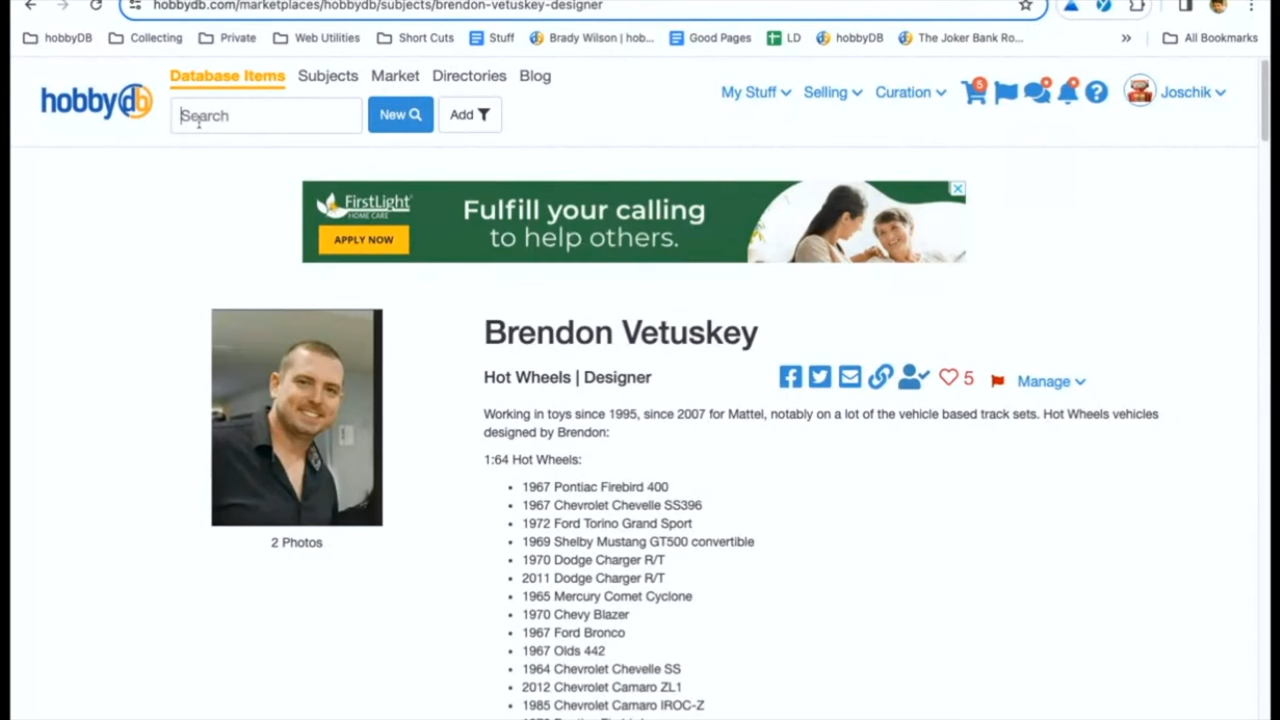 hobbydb.com/marketplaces/hobbydb/subjects/brendon-vetuskey-designer
hobbyDB Collecting Private Web Utilities Short Cuts Stuff Brady Wilson | hob... Good Pages LD hobbyDB The Joker Bank Ro... » All Bookmarks
Database Items Subjects Market Directories Blog
hobbydb
My Stuff Selling Curation 5 ? Joschik
Search New Add
FirstLight
HOME CARE
APPLY NOW
Fulfill your calling
to help others.
Brendon Vetuskey
Hot Wheels | Designer 5 Manage
Working in toys since 1995, since 2007 for Mattel, notably on a lot of the vehicle based track sets. Hot Wheels vehicles
designed by Brendon:
1:64 Hot Wheels:
• 1967 Pontiac Firebird 400
• 1967 Chevrolet Chevelle SS396
• 1972 Ford Torino Grand Sport
• 1969 Shelby Mustang GT500 convertible
• 1970 Dodge Charger R/T
• 2011 Dodge Charger R/T
• 1965 Mercury Comet Cyclone
• 1970 Chevy Blazer
• 1967 Ford Bronco
• 1967 Olds 442
• 1964 Chevrolet Chevelle SS
• 2012 Chevrolet Camaro ZL1
• 1985 Chevrolet Camaro IROC-Z
2 Photos